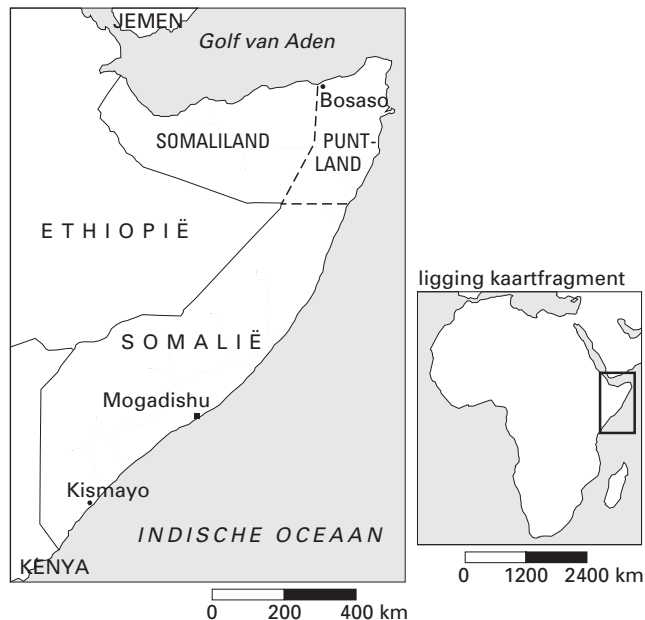 JEMEN
Golf van Aden
Bosaso
SOMALILAND
PUNT-
LAND
ETHIOPIË
SOMALIË
Mogadishu
Kismayo
INDISCHE OCEAAN
KENYA
0 200 400 km
ligging kaartfragment
0 1200 2400 km